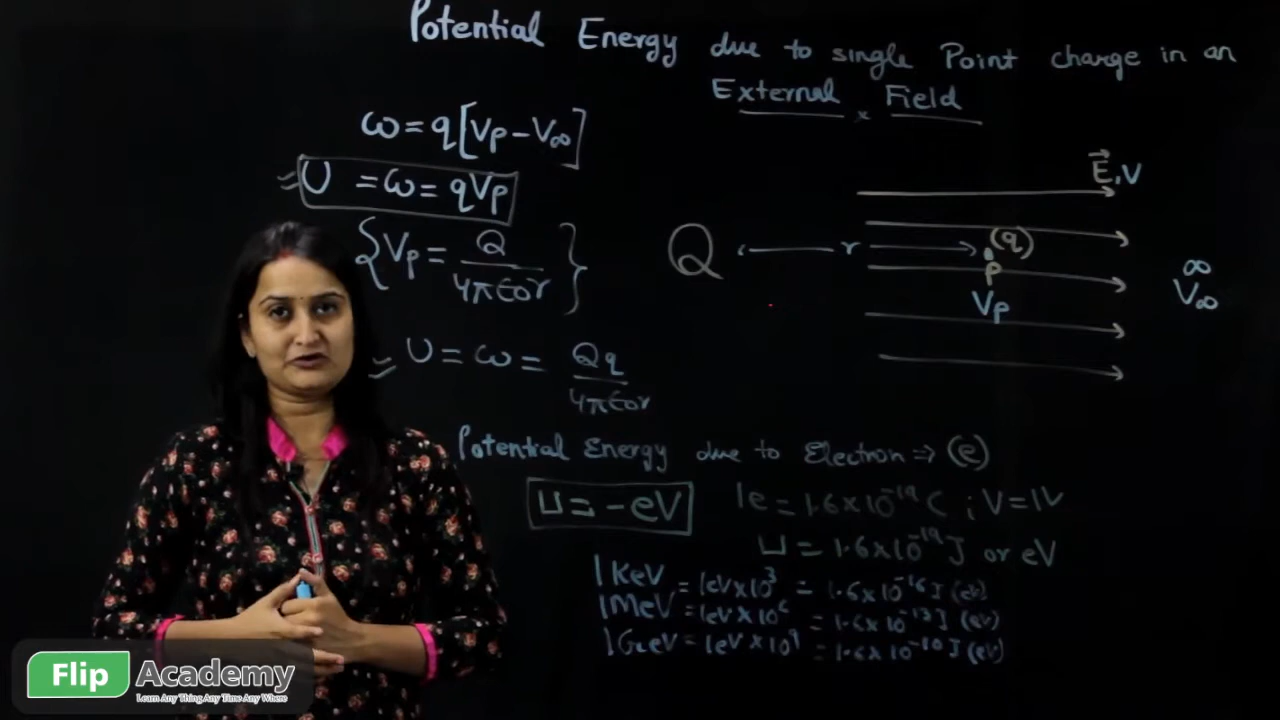 Potential Energy due to single Point charge in an
External Field
ω = q[Vp - V∞]
U = ω = qVp
{Vp = Q / 4πϵ0r}
U = ω = Qq / 4πϵ0r
E⃗, V
Q r (q)
P
Vp
∞
V∞
Potential Energy due to Electron ⇒ (e)
U = -eV 1e = 1.6×10⁻¹⁹ C ; V=1V
U = 1.6×10⁻¹⁹ J or eV
1 KeV = 1eV×10³ = 1.6×10⁻¹⁶ J (eV)
1 MeV = 1eV×10⁶ = 1.6×10⁻¹³ J (eV)
1 GeV = 1eV×10⁹ = 1.6×10⁻¹⁰ J (eV)
Flip Academy
Learn Any Thing Any Time Any Where